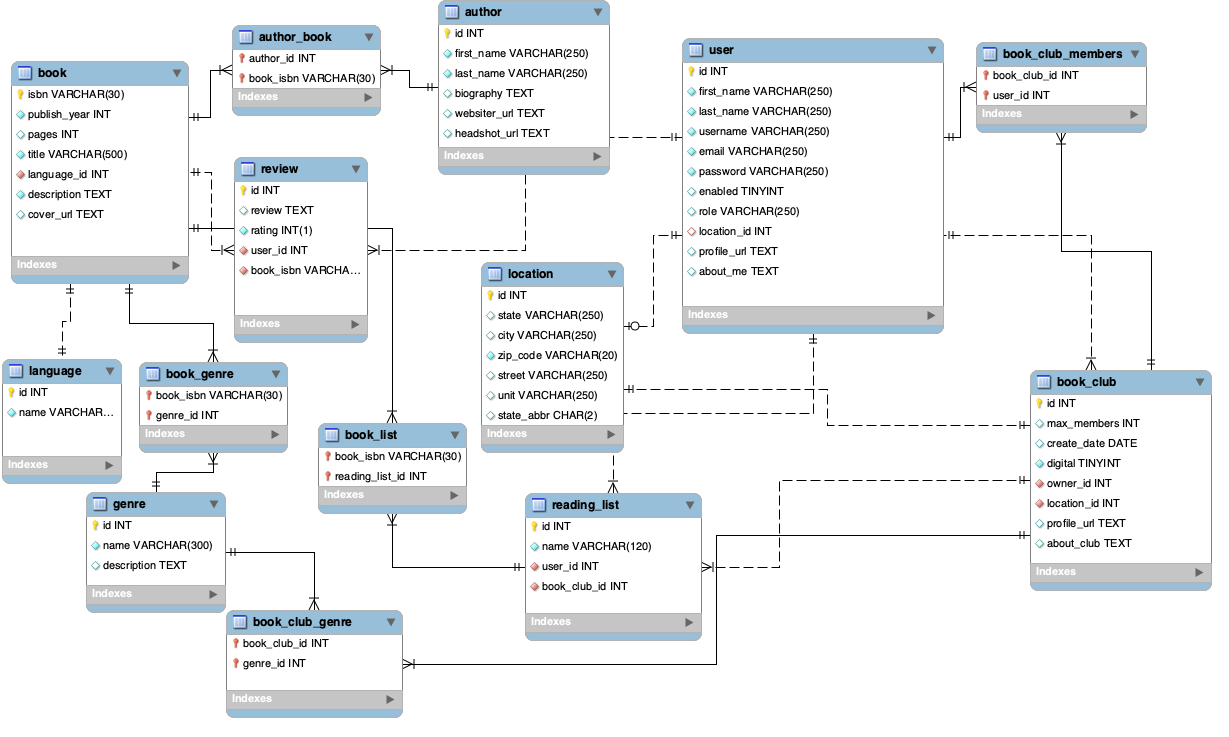 author
id INT
first_name VARCHAR(250)
last_name VARCHAR(250)
biography TEXT
websiter_url TEXT
headshot_url TEXT
Indexes
author_book
author_id INT
book_isbn VARCHAR(30)
Indexes
user
id INT
first_name VARCHAR(250)
last_name VARCHAR(250)
username VARCHAR(250)
email VARCHAR(250)
password VARCHAR(250)
enabled TINYINT
role VARCHAR(250)
location_id INT
profile_url TEXT
about_me TEXT
Indexes
book_club_members
book_club_id INT
user_id INT
Indexes
book
isbn VARCHAR(30)
publish_year INT
pages INT
title VARCHAR(500)
language_id INT
description TEXT
cover_url TEXT
Indexes
review
id INT
review TEXT
rating INT(1)
user_id INT
book_isbn VARCHA...
Indexes
location
id INT
state VARCHAR(250)
city VARCHAR(250)
zip_code VARCHAR(20)
street VARCHAR(250)
unit VARCHAR(250)
state_abbr CHAR(2)
Indexes
language
id INT
name VARCHAR...
Indexes
book_genre
book_isbn VARCHAR(30)
genre_id INT
Indexes
book_club
id INT
max_members INT
create_date DATE
digital TINYINT
owner_id INT
location_id INT
profile_url TEXT
about_club TEXT
Indexes
book_list
book_isbn VARCHAR(30)
reading_list_id INT
Indexes
genre
id INT
name VARCHAR(300)
description TEXT
Indexes
reading_list
id INT
name VARCHAR(120)
user_id INT
book_club_id INT
Indexes
book_club_genre
book_club_id INT
genre_id INT
Indexes